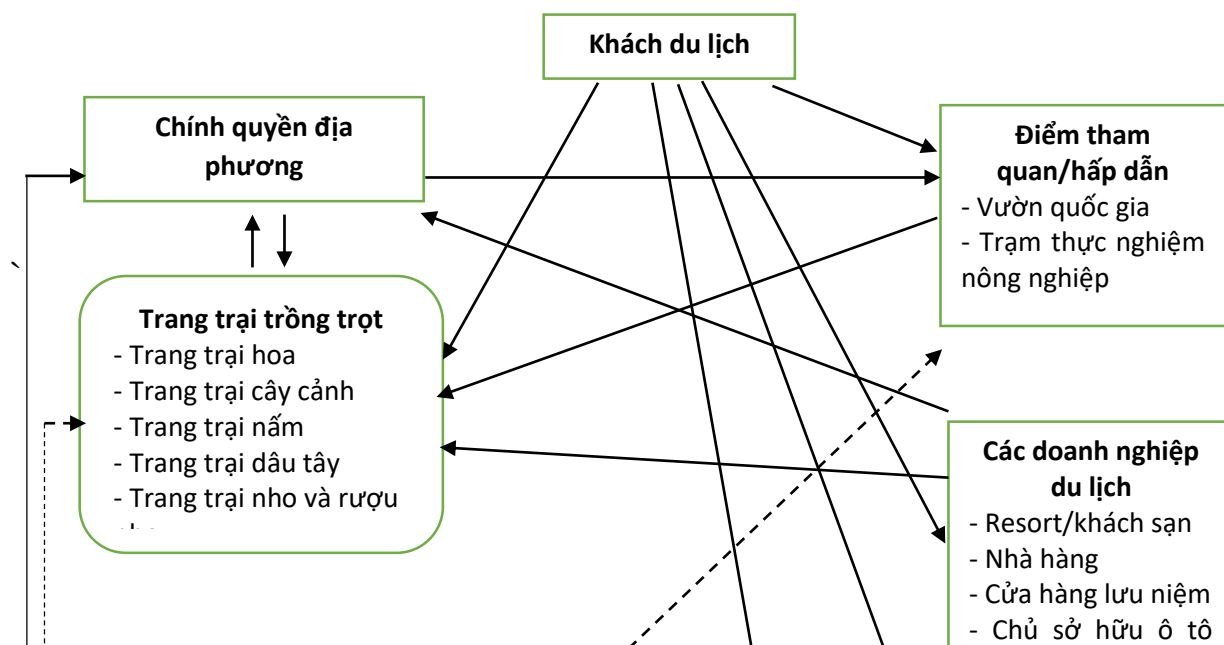 Khách du lịch
Chính quyền địa
phương
Điểm tham
quan/hấp dẫn
- Vườn quốc gia
- Trạm thực nghiệm
nông nghiệp
`
Trang trại trồng trọt
- Trang trại hoa
- Trang trại cây cảnh
- Trang trại nấm
- Trang trại dâu tây
- Trang trại nho và rượu
Các doanh nghiệp
du lịch
- Resort/khách sạn
- Nhà hàng
- Cửa hàng lưu niệm
- Chủ sở hữu ô tô